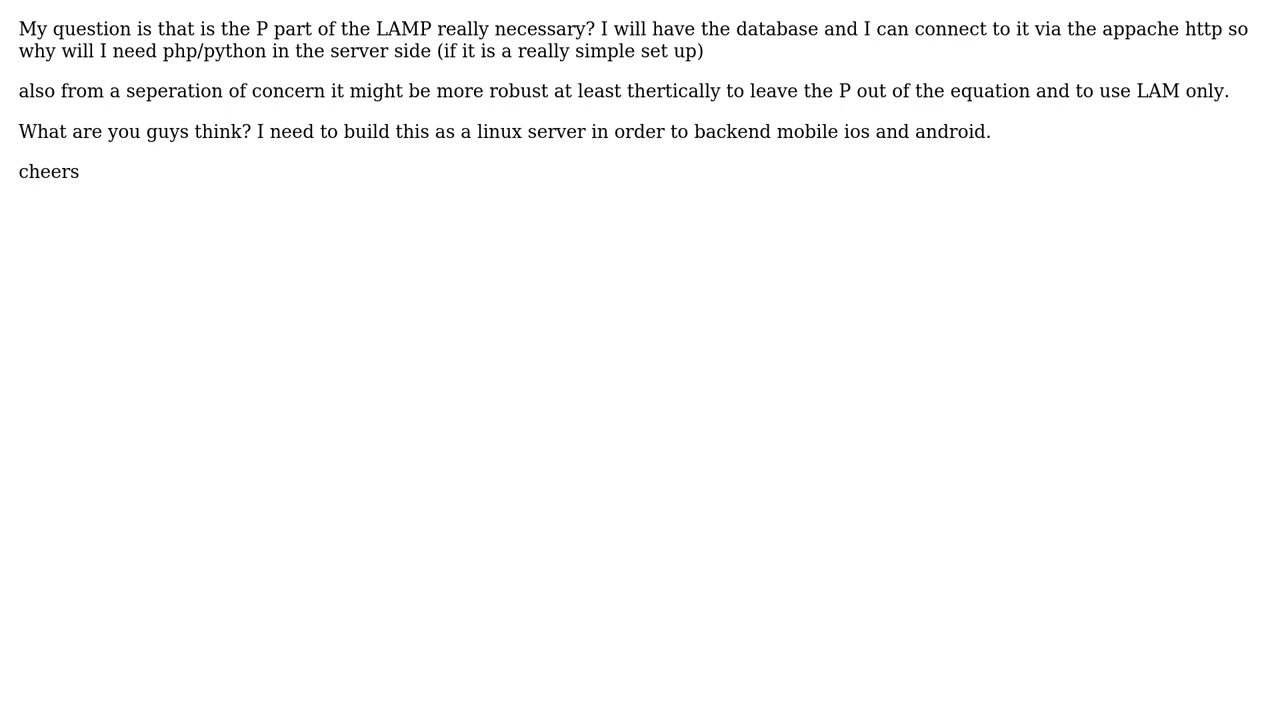 My question is that is the P part of the LAMP really necessary? I will have the database and I can connect to it via the appache http so
why will I need php/python in the server side (if it is a really simple set up)
also from a seperation of concern it might be more robust at least thertically to leave the P out of the equation and to use LAM only.
What are you guys think? I need to build this as a linux server in order to backend mobile ios and android.
cheers